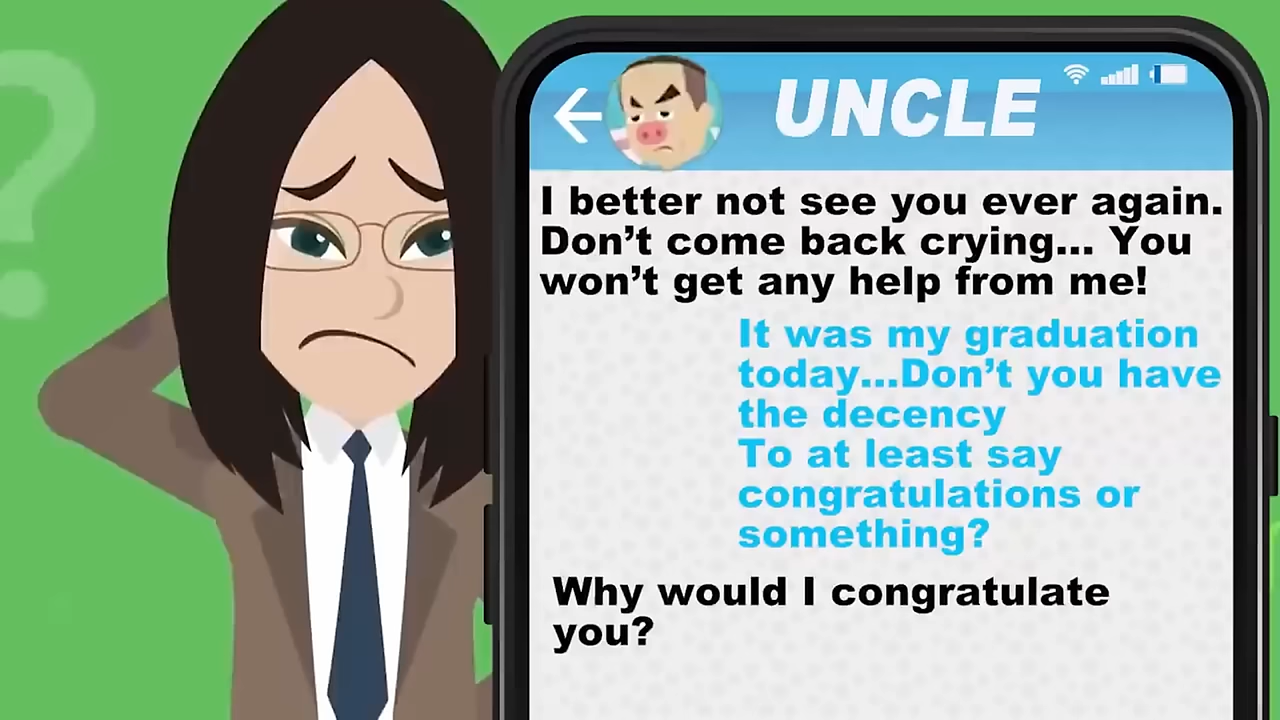 UNCLE
I better not see you ever again.
Don’t come back crying... You
won’t get any help from me!
It was my graduation
today...Don’t you have
the decency
To at least say
congratulations or
something?
Why would I congratulate
you?